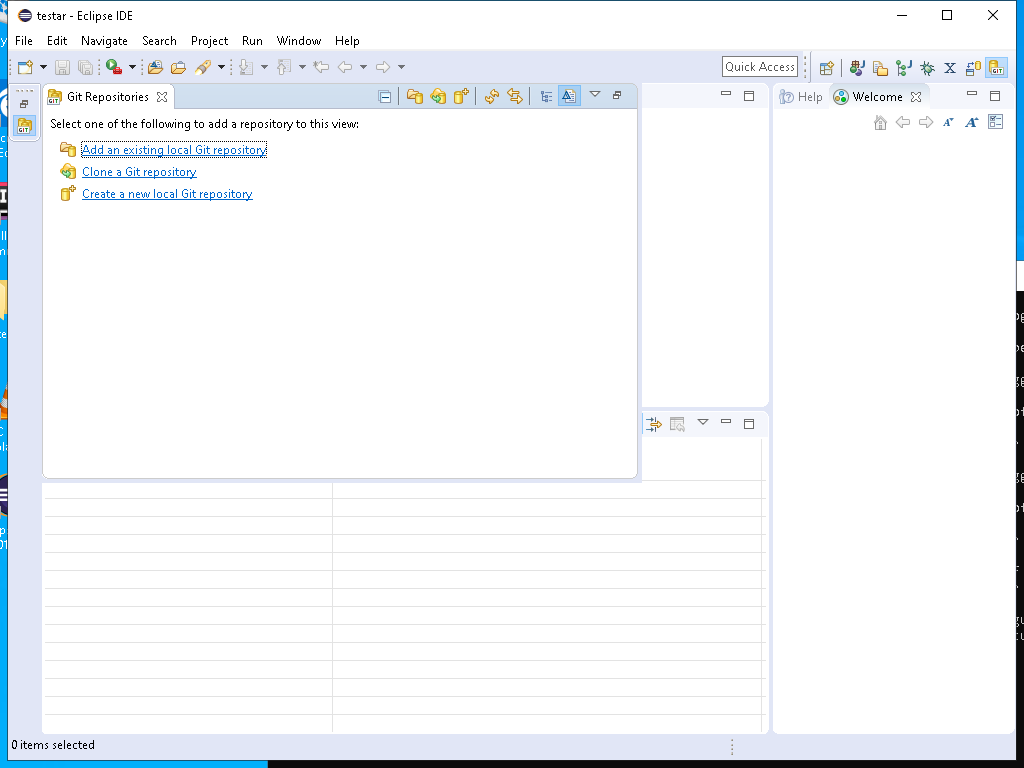 testar - Eclipse IDE
File Edit Navigate Search Project Run Window Help
Quick Access
Git Repositories
Help
Welcome
Select one of the following to add a repository to this view:
Add an existing local Git repository
Clone a Git repository
Create a new local Git repository
GIT
0 items selected